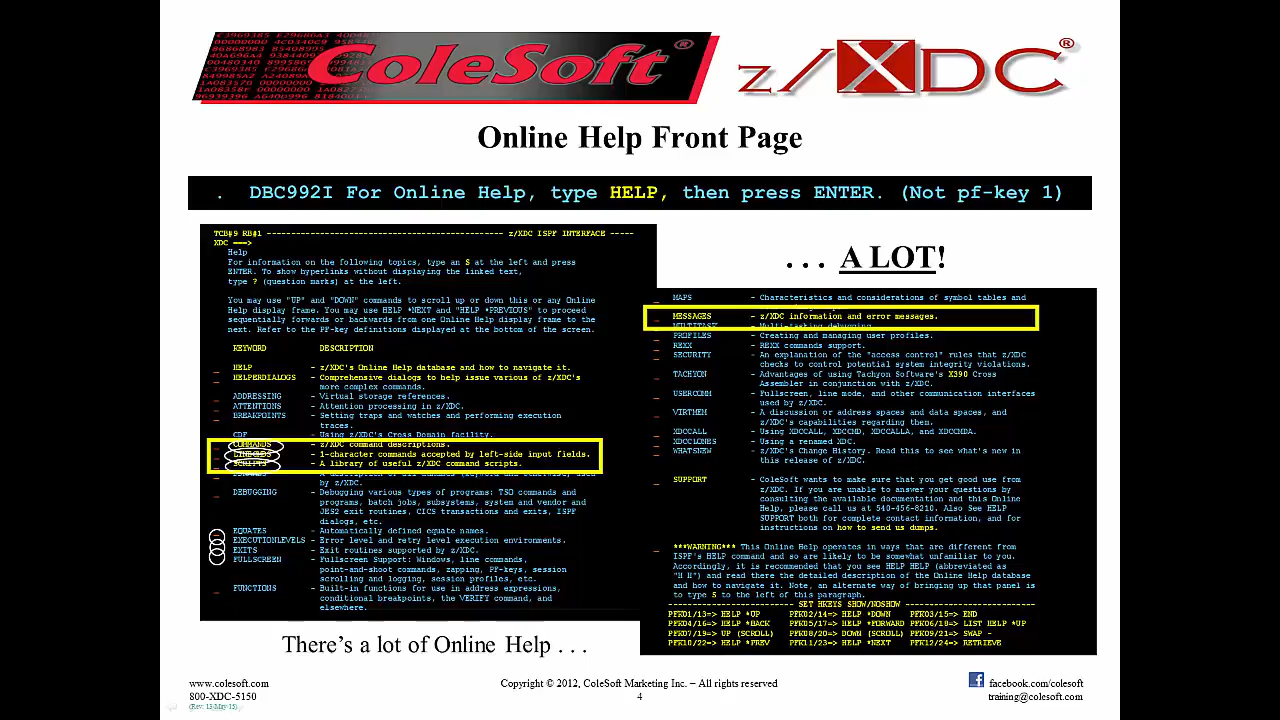 ColeSoft®
z/XDC®
Online Help Front Page
. DBC992I For Online Help, type HELP, then press ENTER. (Not pf-key 1)
TCB#9 RB#1 ------------------------------------------------- z/XDC ISPF INTERFACE -----
XDC ===>
Help
For information on the following topics, type an S at the left and press
ENTER. To show hyperlinks without displaying the linked text,
type ? (question marks) at the left.
You may use "UP" and "DOWN" commands to scroll up or down this or any Online
Help display frame. You may use HELP *NEXT and "HELP *PREVIOUS" to proceed
sequentially forwards or backwards from one Online Help display frame to the
next. Refer to the PF-key definitions displayed at the bottom of the screen.
KEYWORD DESCRIPTION
HELP - z/XDC's Online Help database and how to navigate it.
HELPERDIALOGS - Comprehensive dialogs to help issue various of z/XDC's
more complex commands.
ADDRESSING - Virtual storage references.
ATTENTIONS - Attention processing in z/XDC.
BREAKPOINTS - Setting traps and watches and performing execution
traces.
CDF - Using z/XDC's Cross Domain facility.
COMMANDS - z/XDC command descriptions.
LINECMDS - 1-character commands accepted by left-side input fields.
SCRIPTS - A library of useful z/XDC command scripts.
by z/XDC.
DEBUGGING - Debugging various types of programs: TSO commands and
programs, batch jobs, subsystems, system and vendor and
JES2 exit routines, CICS transactions and exits, ISPF
dialogs, etc.
EQUATES - Automatically defined equate names.
EXECUTIONLEVELS - Error level and retry level execution environments.
EXITS - Exit routines supported by z/XDC.
FULLSCREEN - Fullscreen Support: Windows, line commands,
point-and-shoot commands, zapping, PF-keys, session
scrolling and logging, session profiles, etc.
FUNCTIONS - Built-in functions for use in address expressions,
conditional breakpoints, the VERIFY command, and
elsewhere.
There's a lot of Online Help . . .
. . . A LOT!
MAPS - Characteristics and considerations of symbol tables and
MESSAGES - z/XDC information and error messages.
MULTITASK - Multi-tasking debugging.
PROFILES - Creating and managing user profiles.
REXX - REXX commands support.
SECURITY - An explanation of the "access control" rules that z/XDC
checks to control potential system integrity violations.
TACHYON - Advantages of using Tachyon Software's X390 Cross
Assembler in conjunction with z/XDC.
USERCOMM - Fullscreen, line mode, and other communication interfaces
used by z/XDC.
VIRTMEM - A discussion or address spaces and data spaces, and
z/XDC's capabilities regarding them.
XDCCALL - Using XDCCALL, XDCCMD, XDCCALLA, and XDCCMDA.
XDCCLONES - Using a renamed XDC.
WHATSNEW - z/XDC's Change History. Read this to see what's new in
this release of z/XDC.
SUPPORT - ColeSoft wants to make sure that you get good use from
z/XDC. If you are unable to answer your questions by
consulting the available documentation and this Online
Help, please call us at 540-456-8210. Also See HELP
SUPPORT both for complete contact information, and for
instructions on how to send us dumps.
***WARNING*** This Online Help operates in ways that are different from
ISPF's HELP command and so are likely to be somewhat unfamiliar to you.
Accordingly, it is recommended that you see HELP HELP (abbreviated as
"H H") and read there the detailed description of the Online Help database
and how to navigate it. Note, an alternate way of bringing up that panel is
to type S to the left of this paragraph.
--------------------------- SET HKEYS SHOW/NOSHOW ---------------------------
PFK01/13=> HELP *UP PFK02/14=> HELP *DOWN PFK03/15=> END
PFK04/16=> HELP *BACK PFK05/17=> HELP *FORWARD PFK06/18=> LIST HELP *UP
PFK07/19=> UP (SCROLL) PFK08/20=> DOWN (SCROLL) PFK09/21=> SWAP -
PFK10/22=> HELP *PREV PFK11/23=> HELP *NEXT PFK12/24=> RETRIEVE
www.colesoft.com
800-XDC-5150
(Rev: 13-May-15)
Copyright © 2012, ColeSoft Marketing Inc. – All rights reserved
4
facebook.com/colesoft
training@colesoft.com